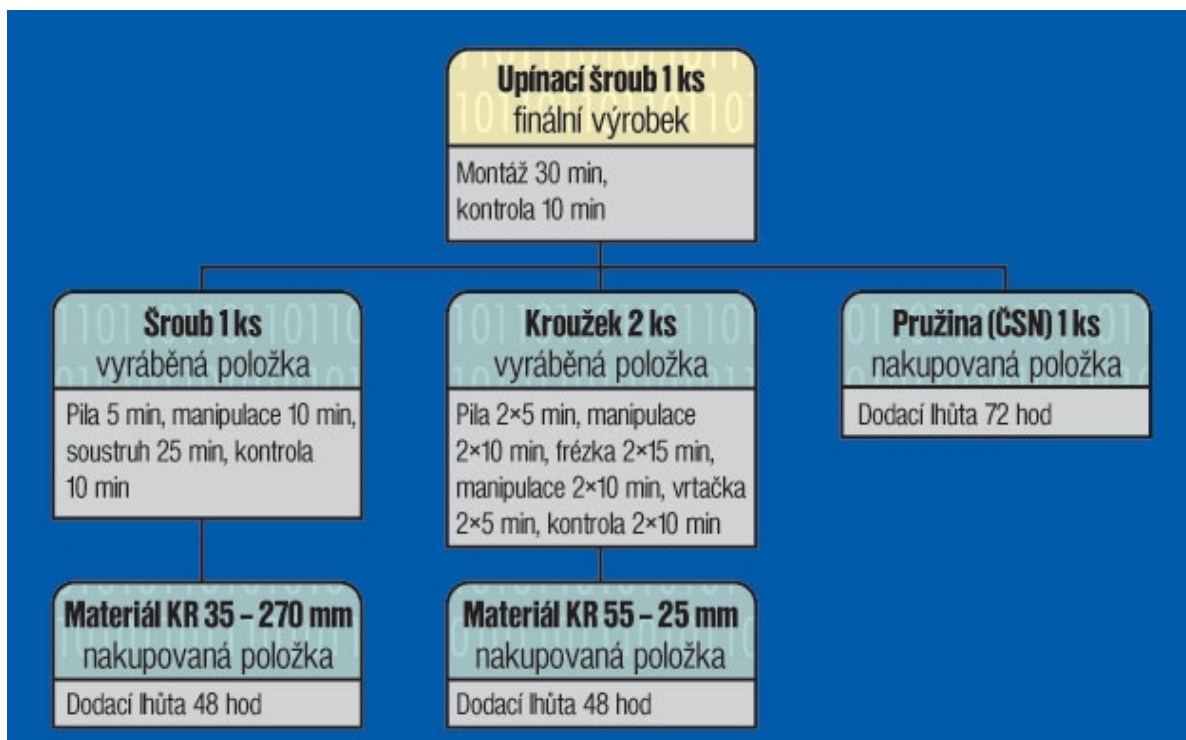 Upínací šroub 1 ks
finální výrobek
Montáž 30 min,
kontrola 10 min
Šroub 1 ks
vyráběná položka
Pila 5 min, manipulace 10 min,
soustruh 25 min, kontrola
10 min
Kroužek 2 ks
vyráběná položka
Pila 2×5 min, manipulace
2×10 min, frézka 2×15 min,
manipulace 2×10 min, vrtačka
2×5 min, kontrola 2×10 min
Pružina (ČSN) 1 ks
nakupovaná položka
Dodací lhůta 72 hod
Materiál KR 35 – 270 mm
nakupovaná položka
Dodací lhůta 48 hod
Materiál KR 55 – 25 mm
nakupovaná položka
Dodací lhůta 48 hod